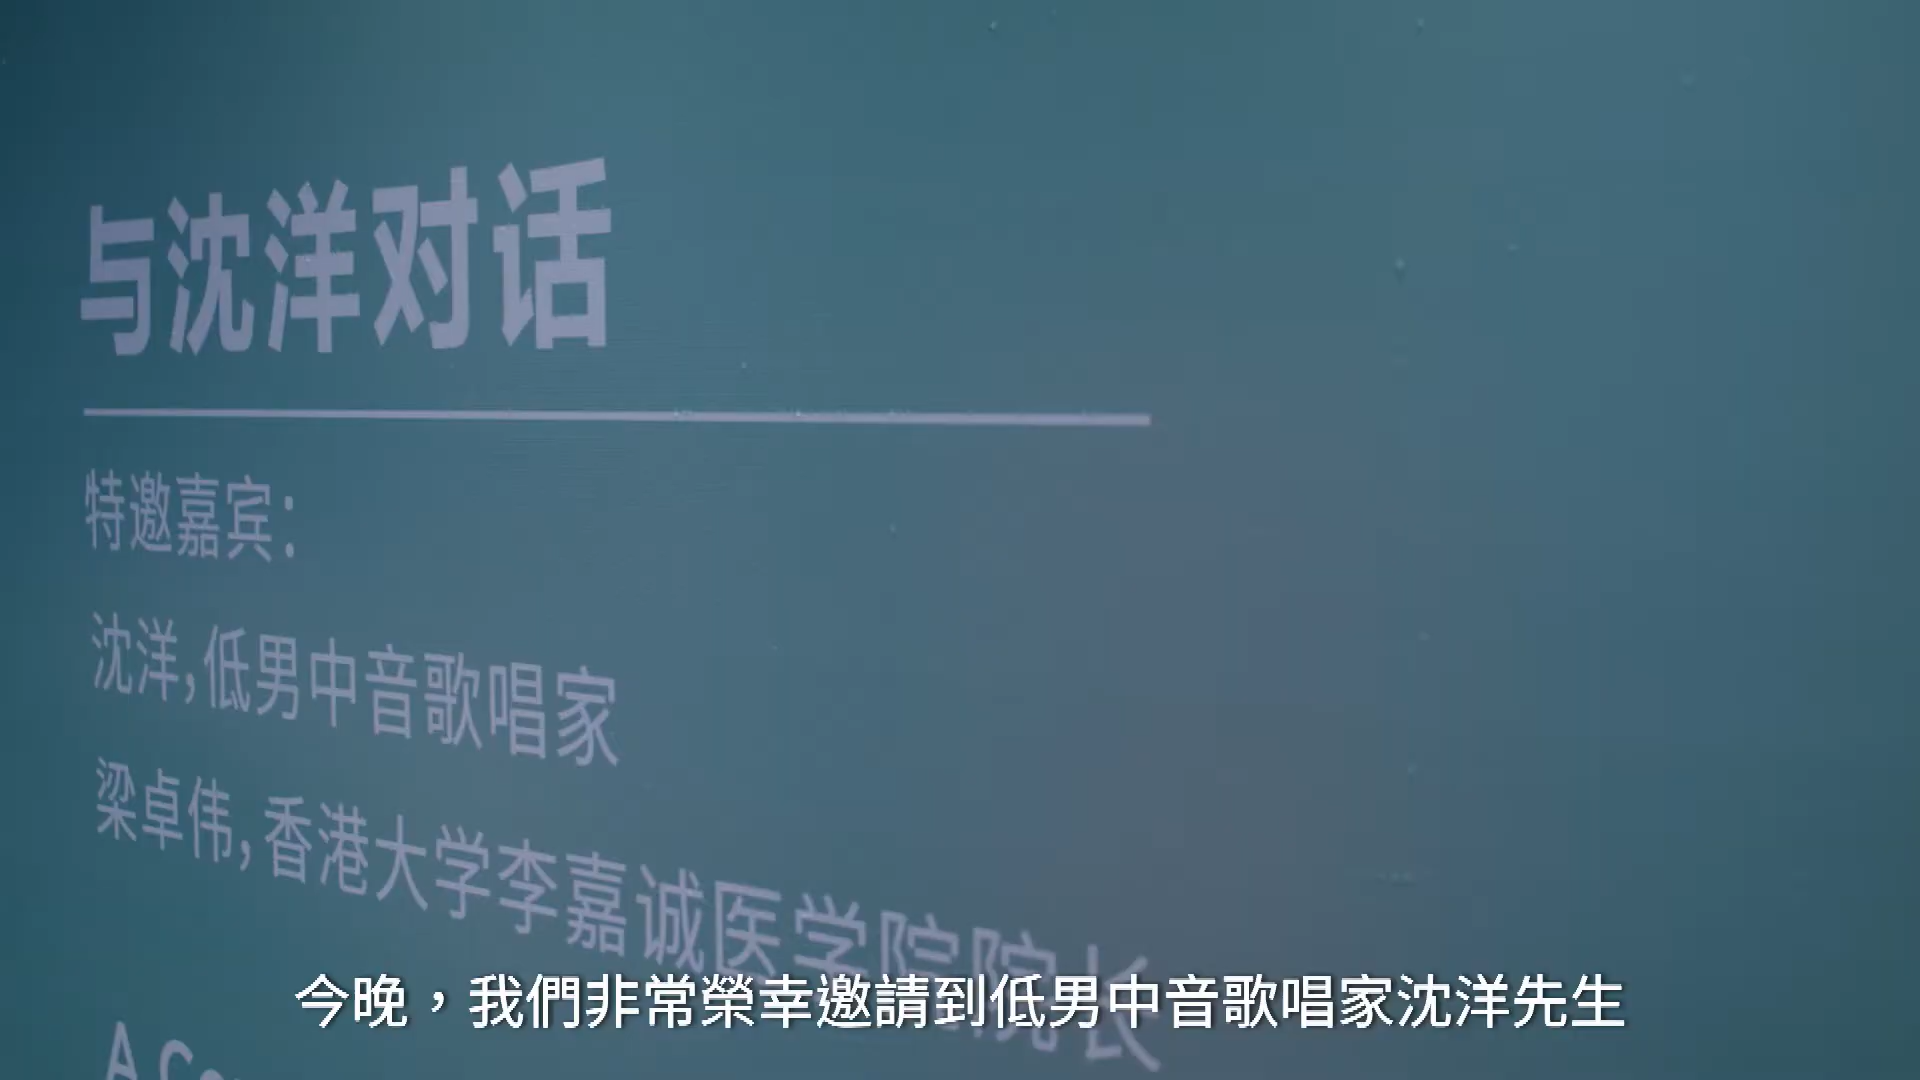 与沈洋对话
特邀嘉宾：
沈洋，低男中音歌唱家
梁卓伟，香港大学李嘉诚医学院院长
A Co
今晚，我們非常榮幸邀請到低男中音歌唱家沈洋先生